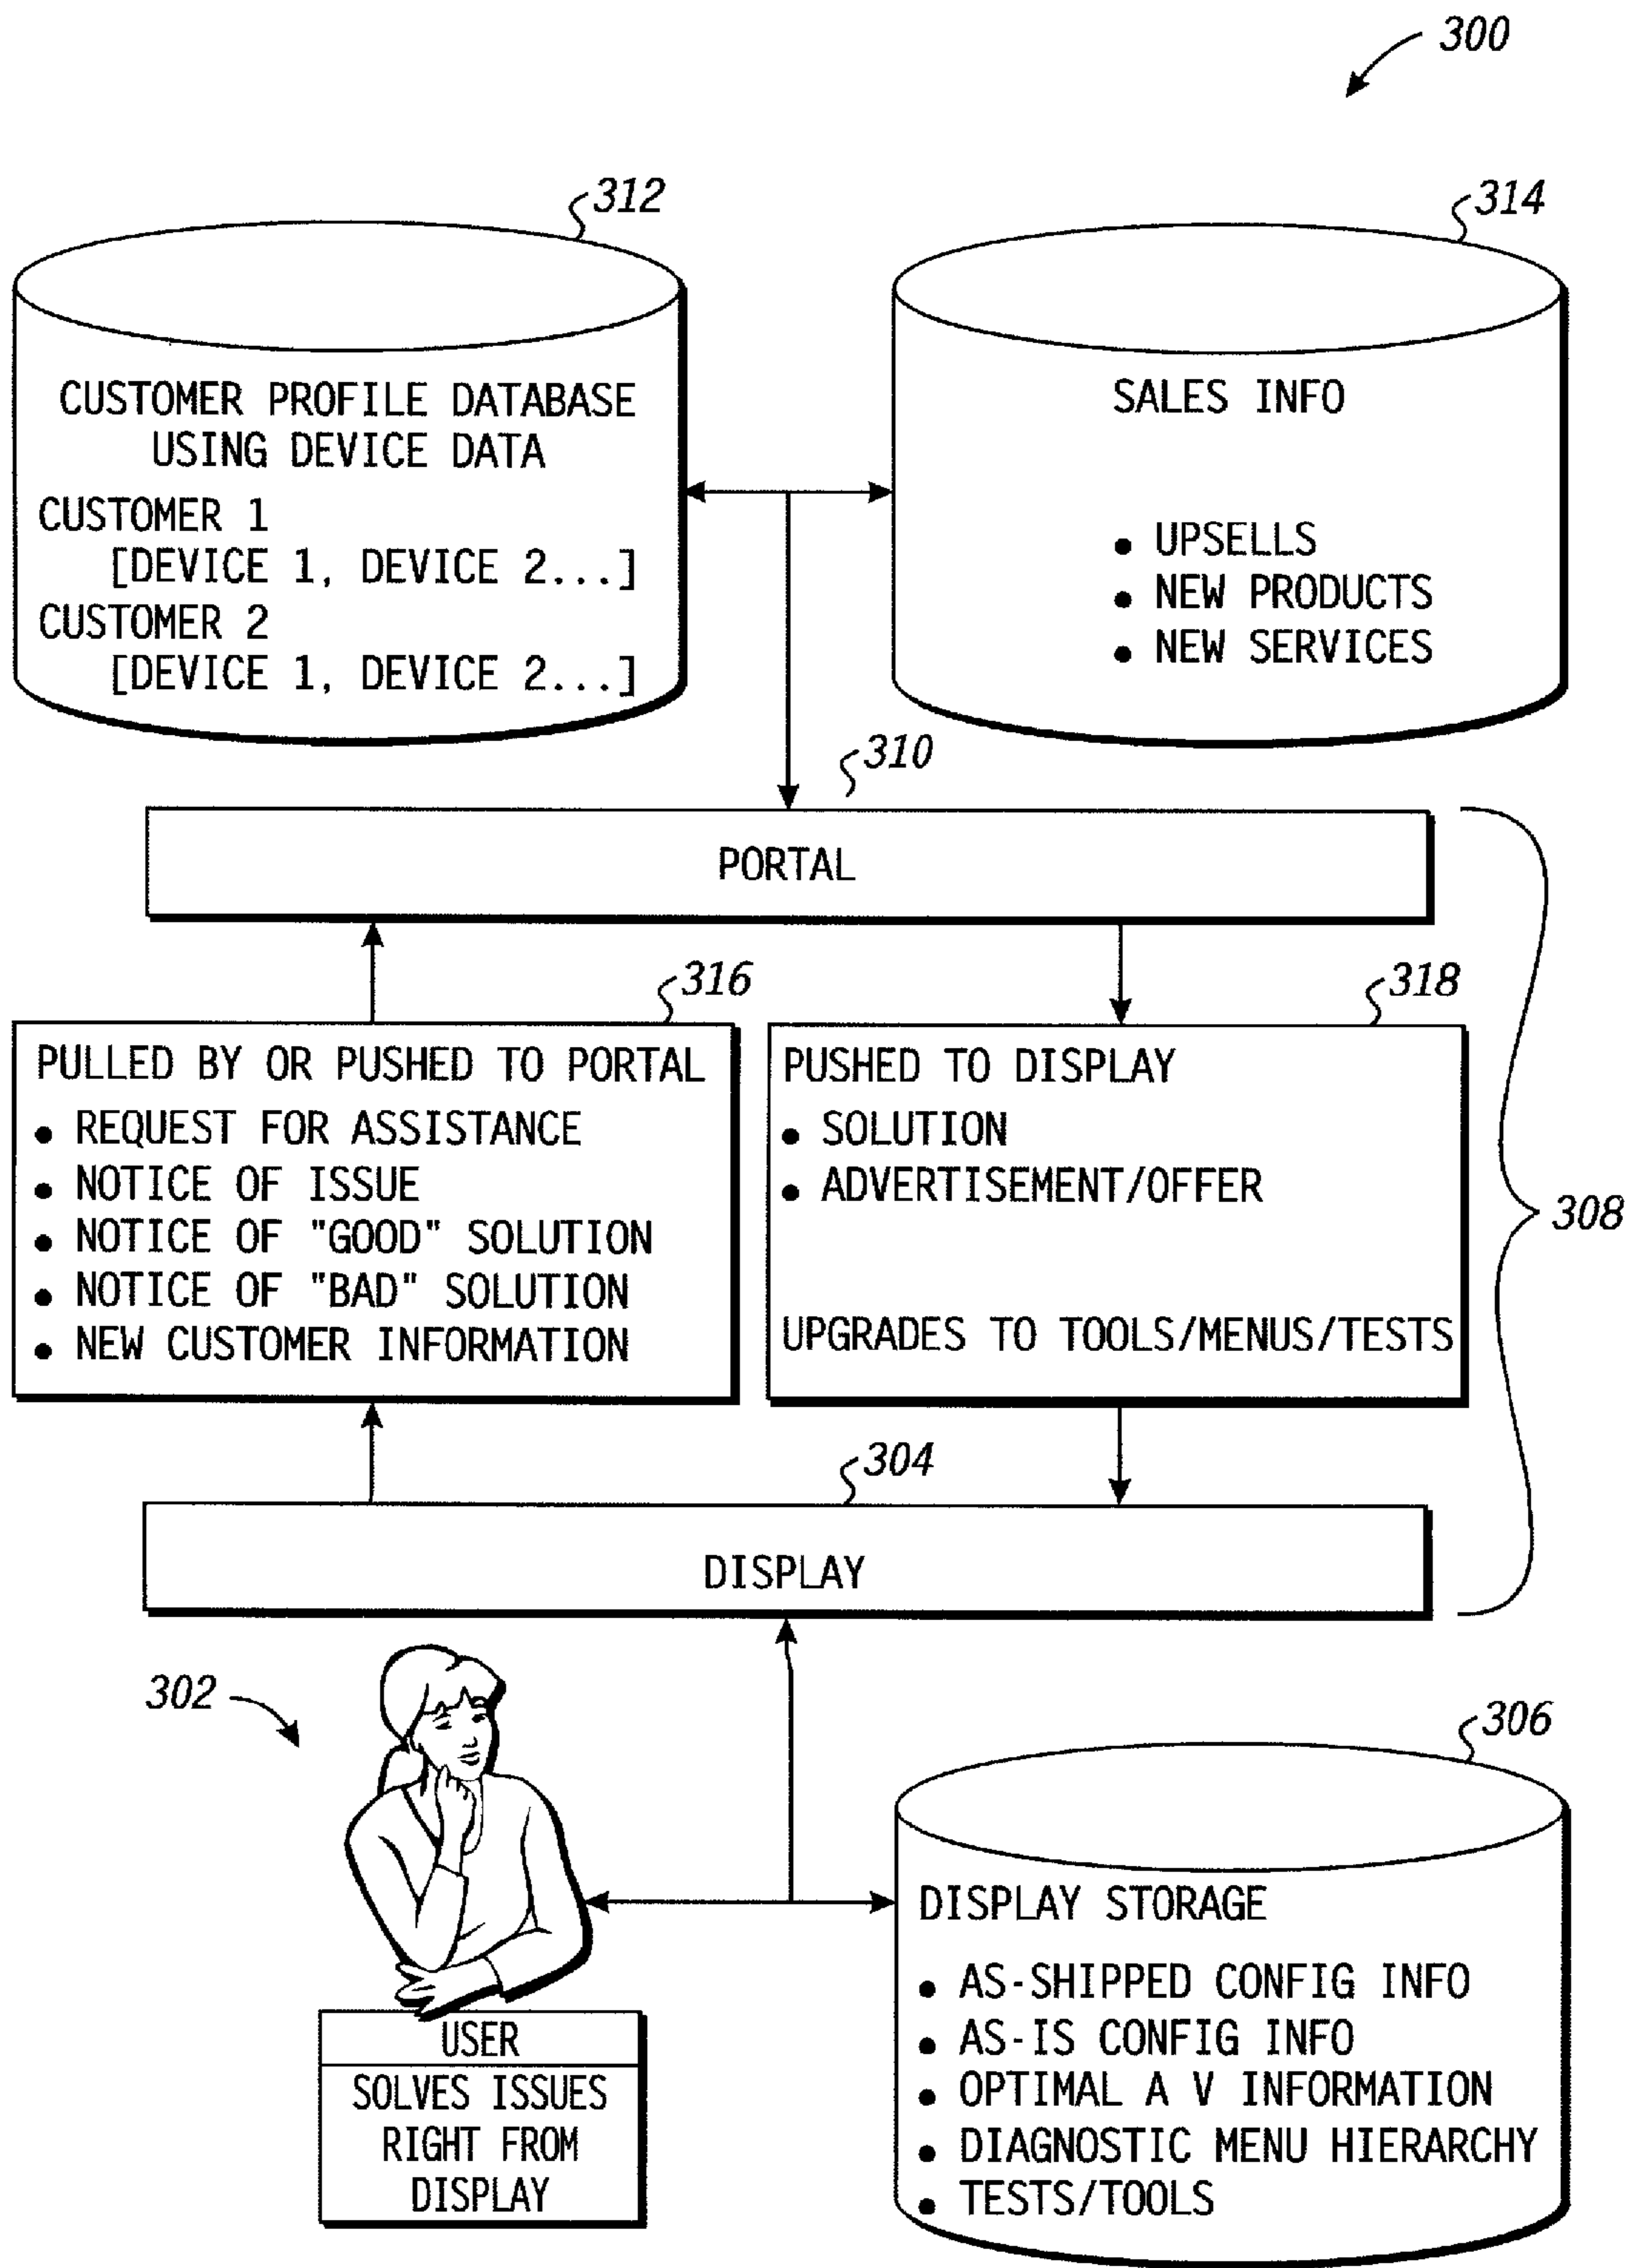 300
312
314
CUSTOMER PROFILE DATABASE
USING DEVICE DATA
CUSTOMER 1
[DEVICE 1, DEVICE 2...]
CUSTOMER 2
[DEVICE 1, DEVICE 2...]
SALES INFO
• UPSELLS
• NEW PRODUCTS
• NEW SERVICES
310
PORTAL
316
318
PULLED BY OR PUSHED TO PORTAL
• REQUEST FOR ASSISTANCE
• NOTICE OF ISSUE
• NOTICE OF "GOOD" SOLUTION
• NOTICE OF "BAD" SOLUTION
• NEW CUSTOMER INFORMATION
PUSHED TO DISPLAY
• SOLUTION
• ADVERTISEMENT/OFFER
UPGRADES TO TOOLS/MENUS/TESTS
308
304
DISPLAY
302
306
USER
SOLVES ISSUES
RIGHT FROM
DISPLAY
DISPLAY STORAGE
• AS-SHIPPED CONFIG INFO
• AS-IS CONFIG INFO
• OPTIMAL A V INFORMATION
• DIAGNOSTIC MENU HIERARCHY
• TESTS/TOOLS